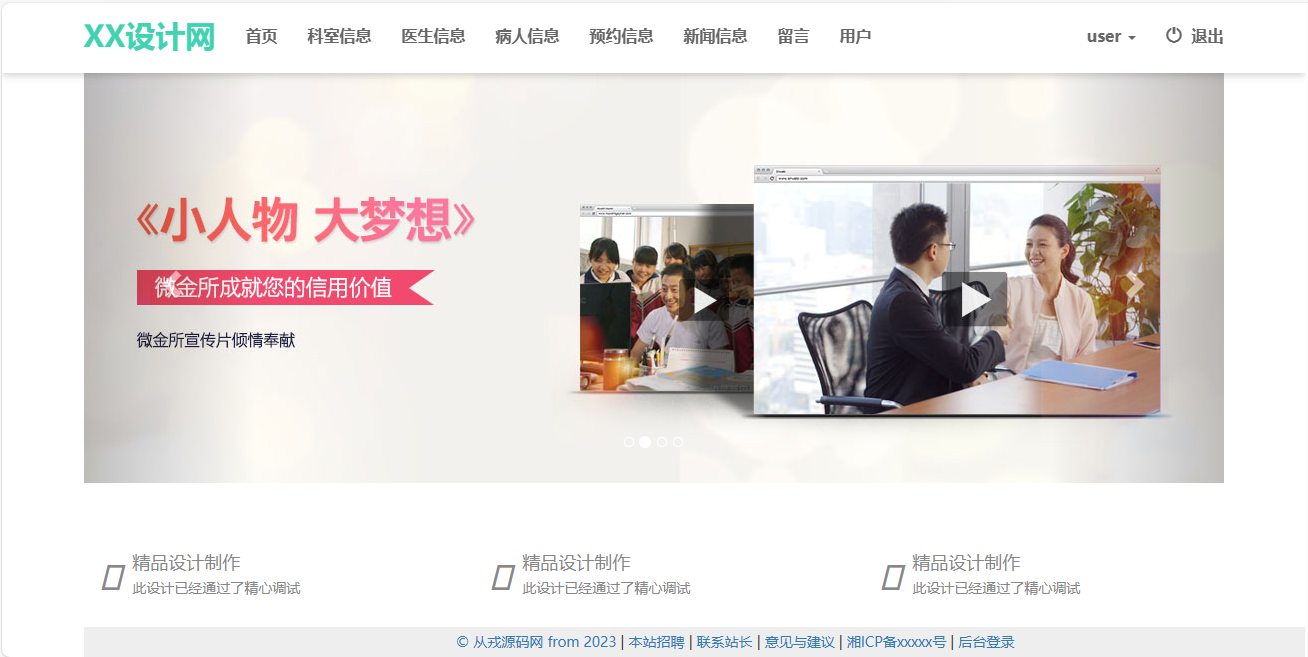 XX设计网 首页 科室信息 医生信息 病人信息 预约信息 新闻信息 留言 用户 user 退出
《小人物 大梦想》
微金所成就您的信用价值
微金所宣传片倾情奉献
精品设计制作 精品设计制作 精品设计制作
此设计已经通过了精心调试 此设计已经通过了精心调试 此设计已经通过了精心调试
© 从戎源码网 from 2023 | 本站招聘 | 联系站长 | 意见与建议 | 湘ICP备xxxxx号 | 后台登录